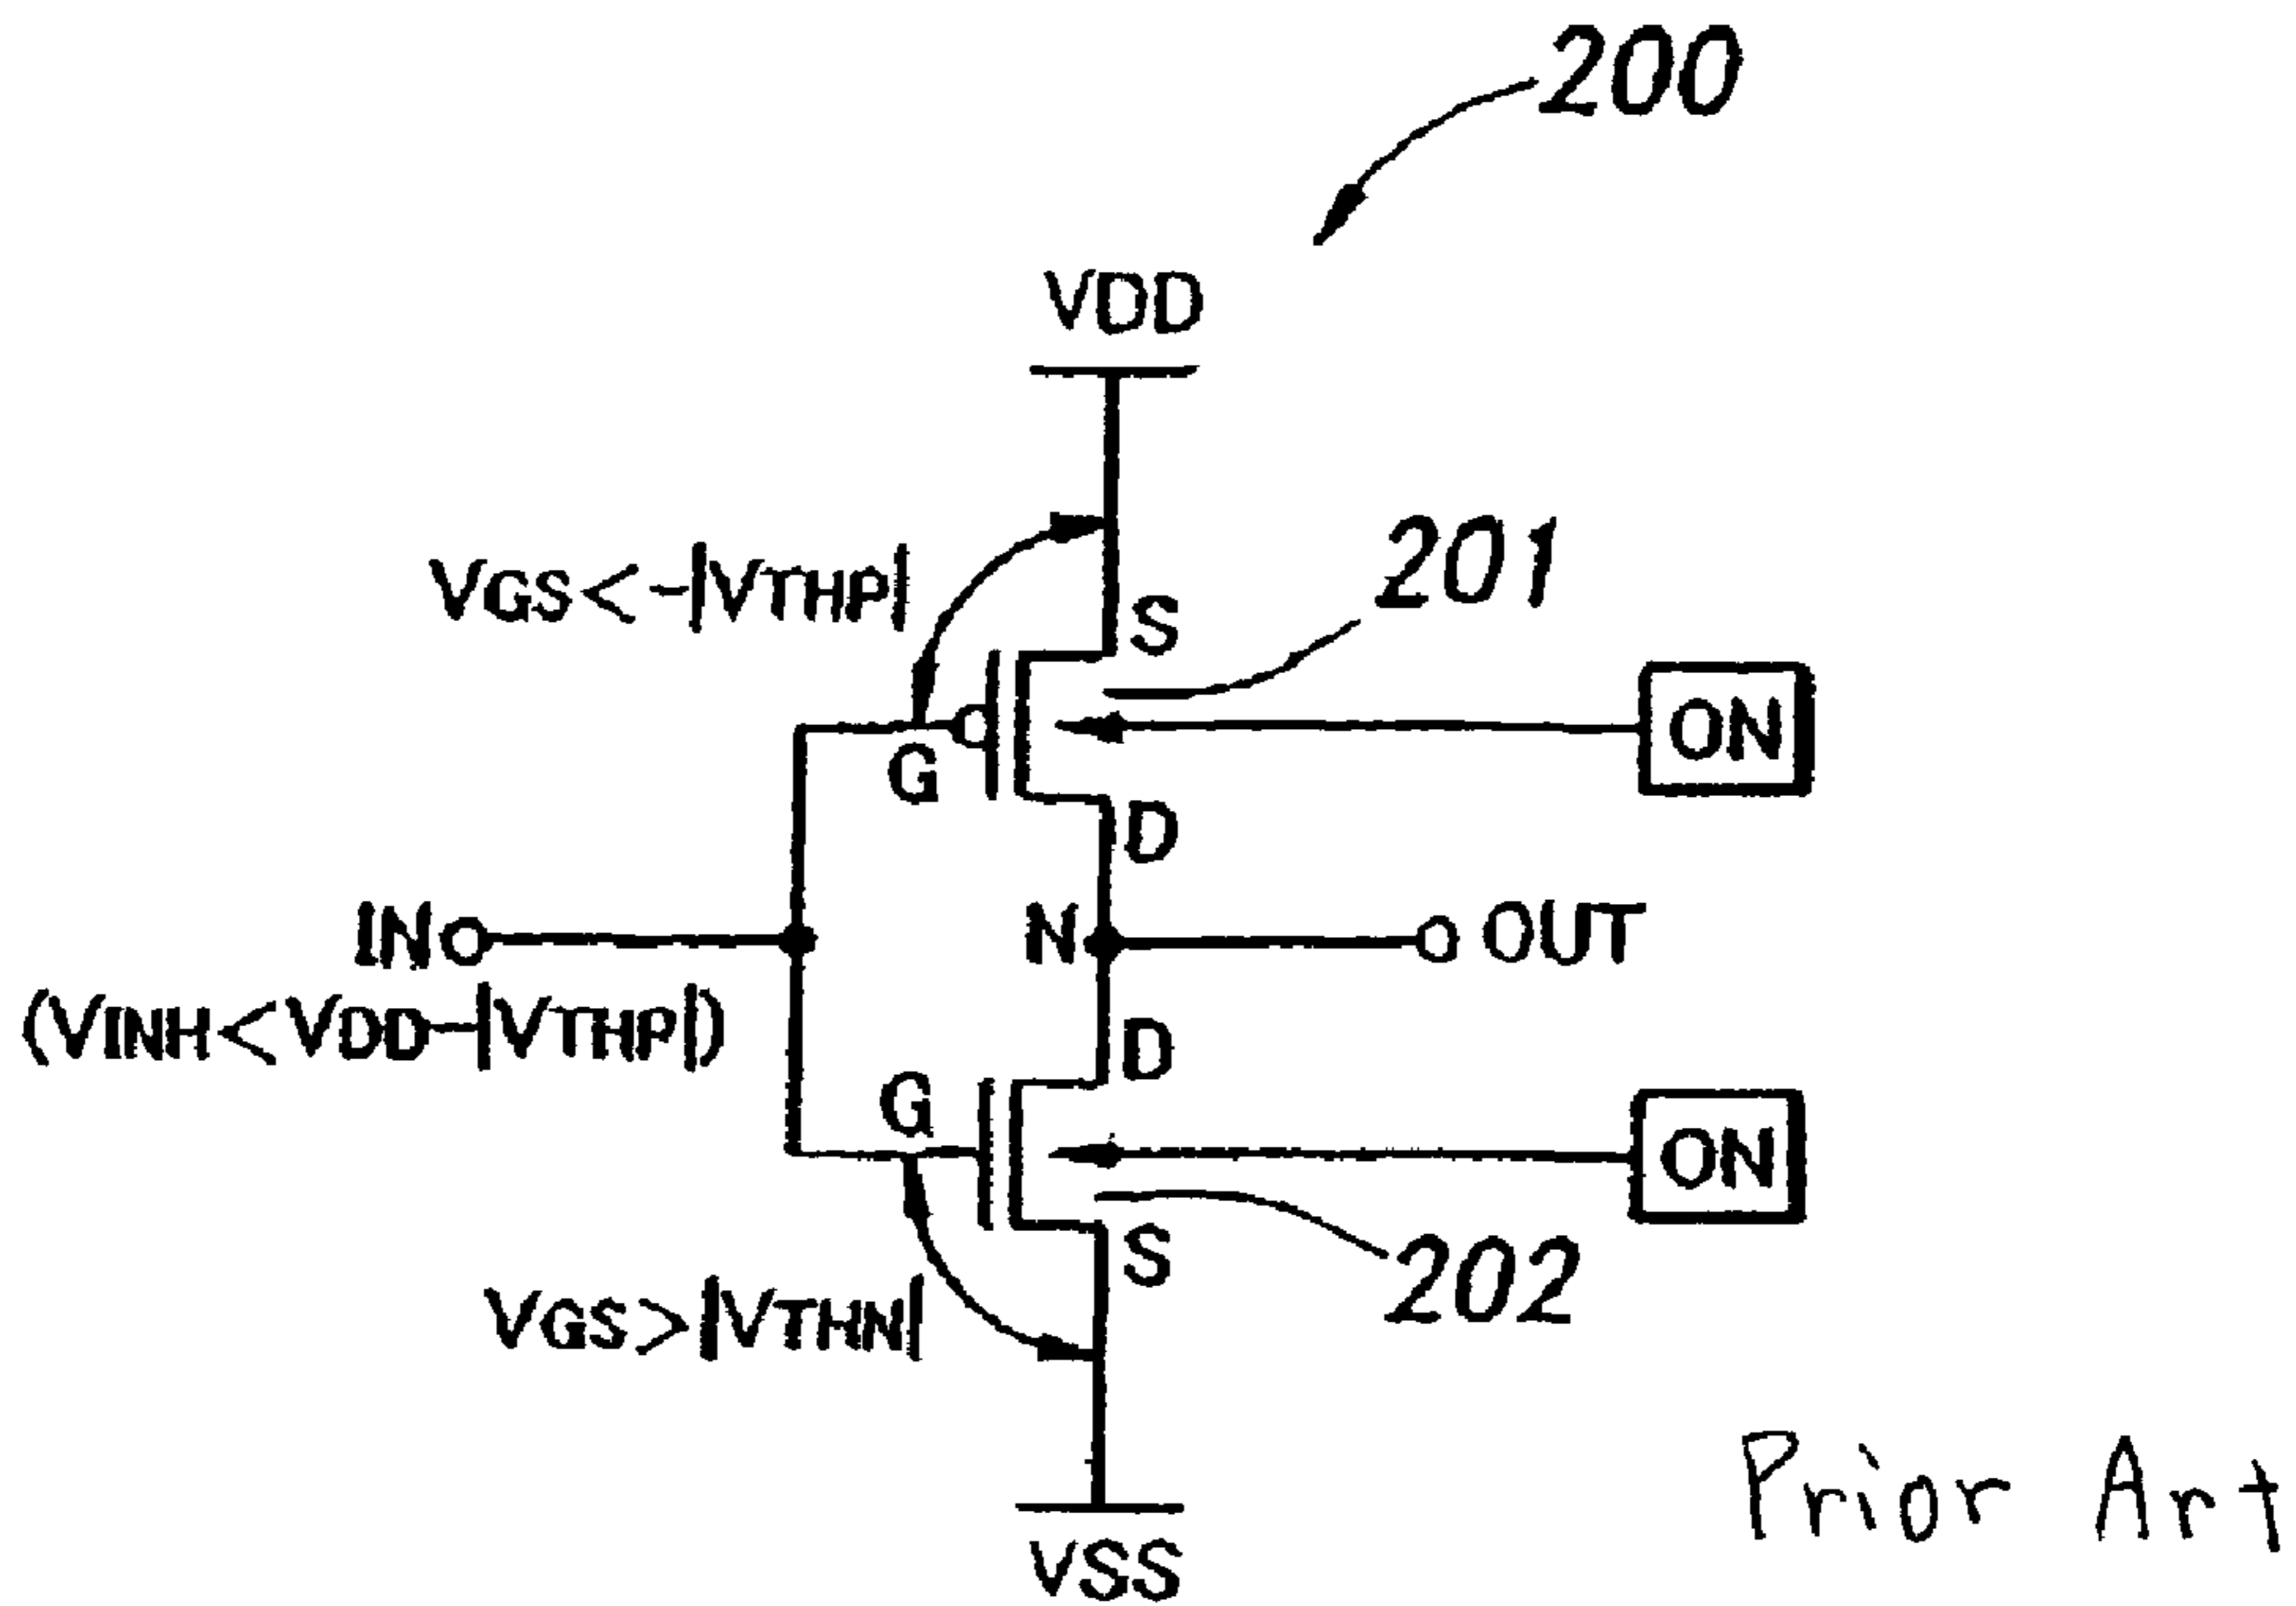 200
VDD
VGS<-|VTHP|
S
201
ON
G
D
IN
N
OUT
(VINH<VDD-|VTHP|)
D
G
ON
S
202
VGS>|VTHN|
Prior Art
VSS